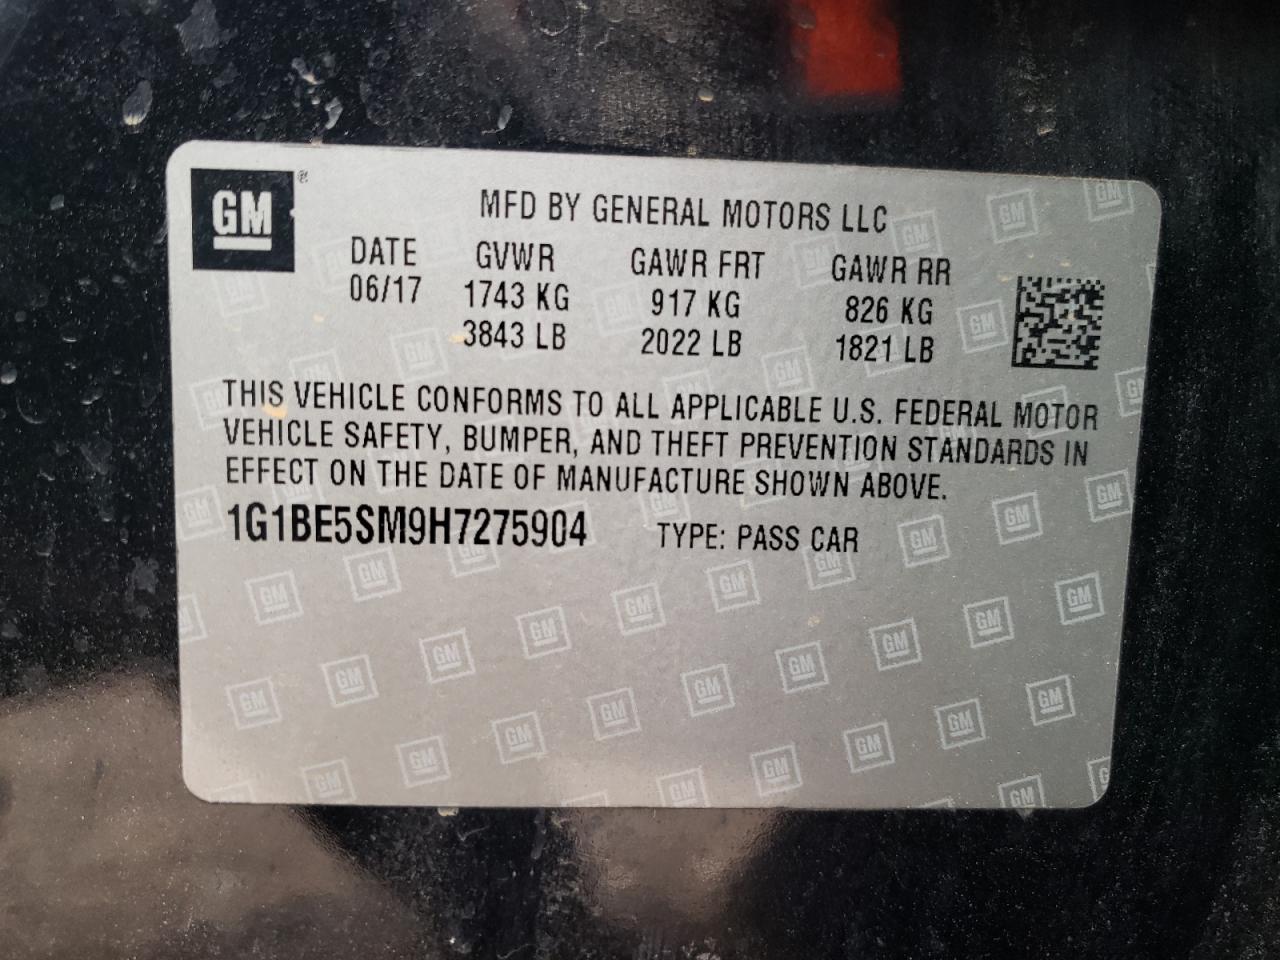 GM®
MFD BY GENERAL MOTORS LLC
DATE GVWR GAWR FRT GAWR RR
06/17 1743 KG 917 KG 826 KG
3843 LB 2022 LB 1821 LB
THIS VEHICLE CONFORMS TO ALL APPLICABLE U.S. FEDERAL MOTOR
VEHICLE SAFETY, BUMPER, AND THEFT PREVENTION STANDARDS IN
EFFECT ON THE DATE OF MANUFACTURE SHOWN ABOVE.
1G1BE5SM9H7275904 TYPE: PASS CAR